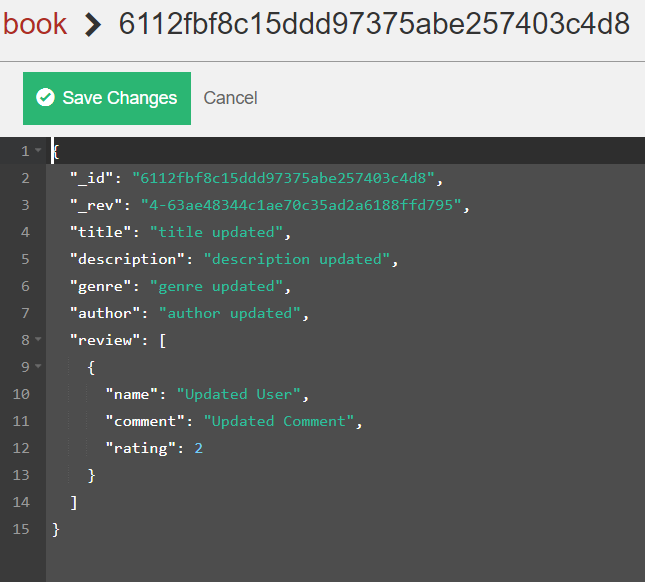 book > 6112fbf8c15ddd97375abe257403c4d8
Save Changes Cancel
1 {
2 "_id": "6112fbf8c15ddd97375abe257403c4d8",
3 "_rev": "4-63ae48344c1ae70c35ad2a6188ffd795",
4 "title": "title updated",
5 "description": "description updated",
6 "genre": "genre updated",
7 "author": "author updated",
8 "review": [
9 {
10 "name": "Updated User",
11 "comment": "Updated Comment",
12 "rating": 2
13 }
14 ]
15 }